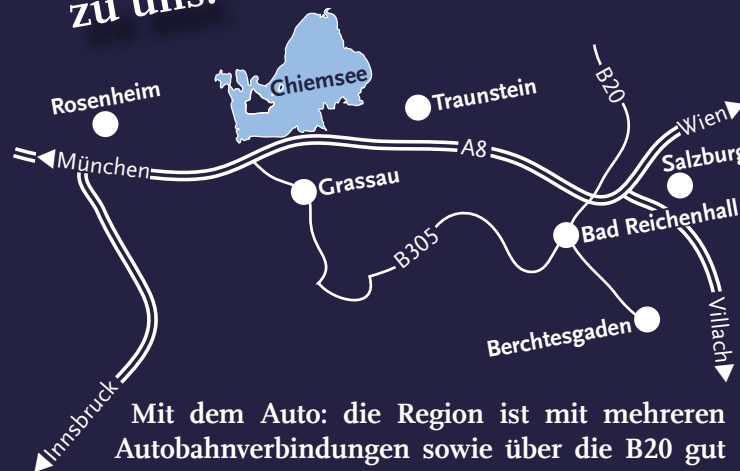 zu uns.
Chiemsee
B20
Rosenheim
Traunstein
Wien
München
A8
Salzburg
Grassau
Bad Reichenhall
B305
Villach
Berchtesgaden
Innsbruck
Mit dem Auto: die Region ist mit mehreren
Autobahnverbindungen sowie über die B20 gut